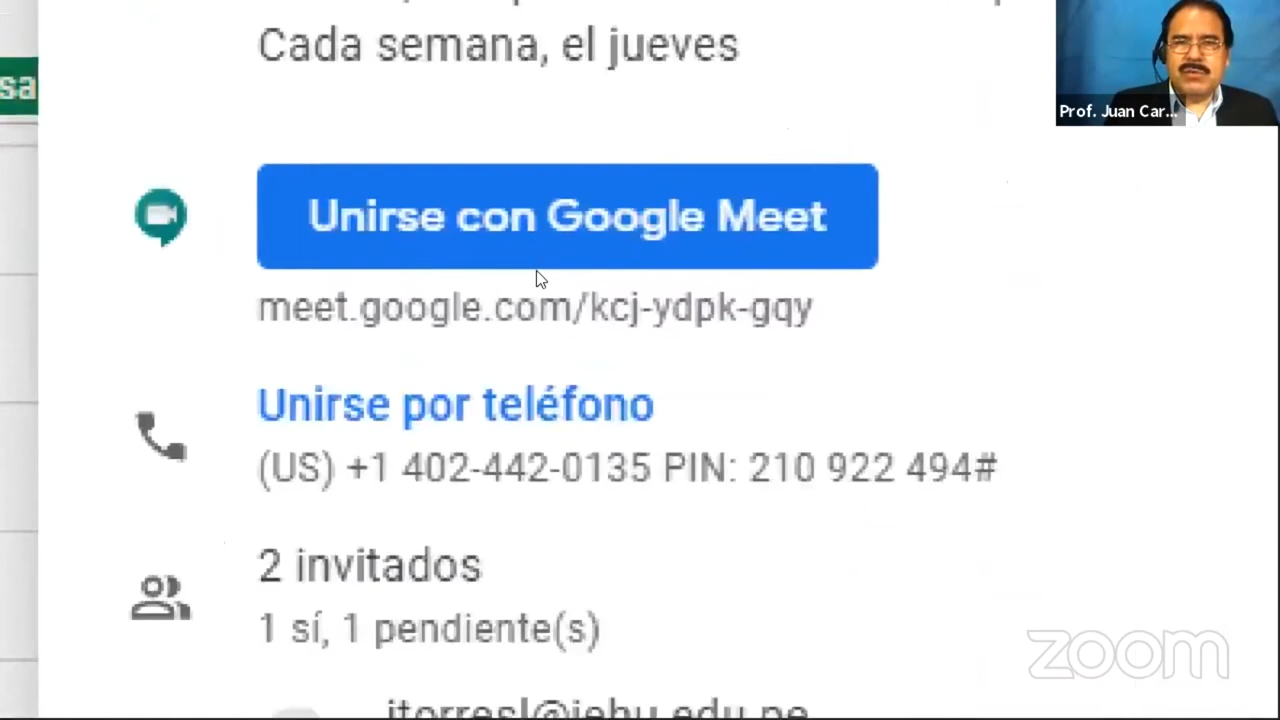 Cada semana, el jueves
sa
Prof. Juan Car...
Unirse con Google Meet
meet.google.com/kcj-ydpk-gqy
Unirse por teléfono
(US) +1 402-442-0135 PIN: 210 922 494#
2 invitados
1 sí, 1 pendiente(s)
zoom